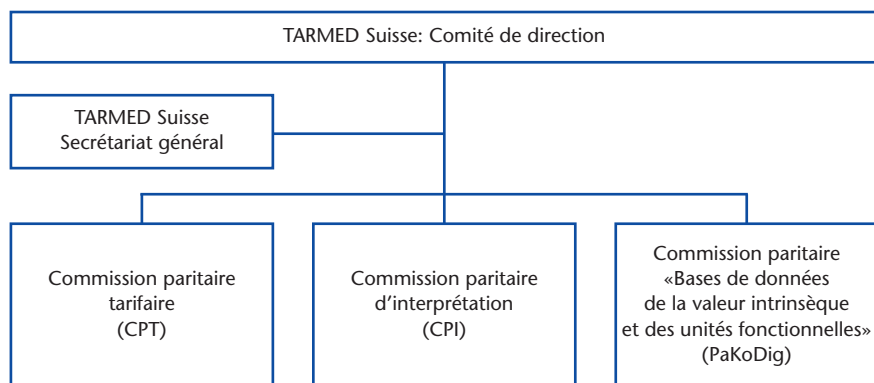 TARMED Suisse: Comité de direction
TARMED Suisse
Secrétariat général
Commission paritaire
tarifaire
(CPT)
Commission paritaire
d'interprétation
(CPI)
Commission paritaire
«Bases de données
de la valeur intrinsèque
et des unités fonctionnelles»
(PaKoDig)